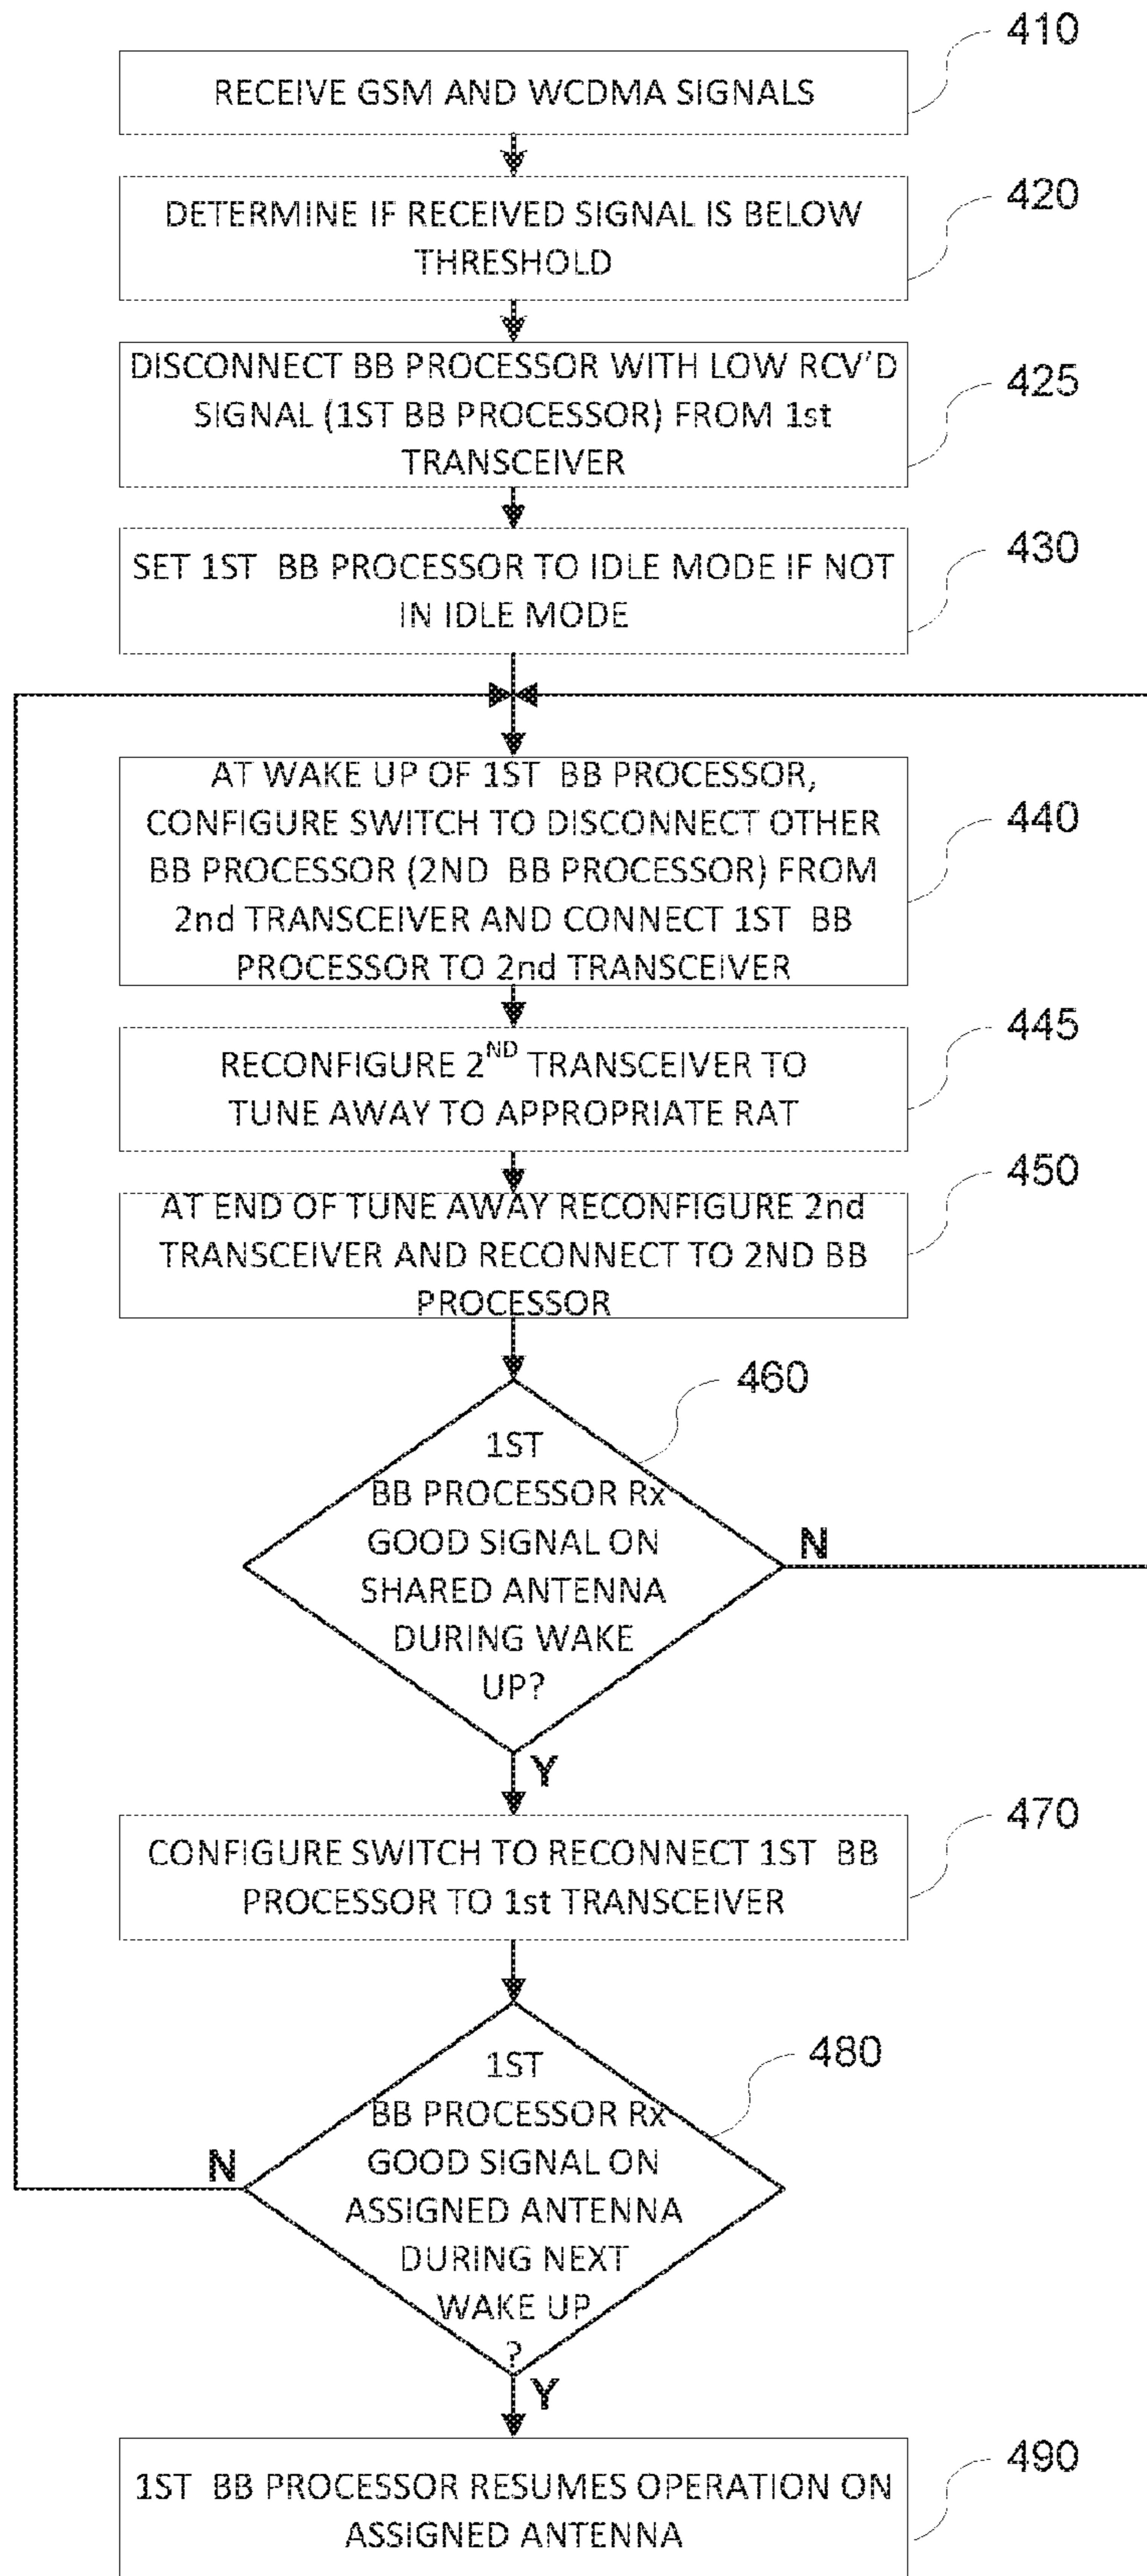 410
RECEIVE GSM AND WCDMA SIGNALS
420
DETERMINE IF RECEIVED SIGNAL IS BELOW
THRESHOLD
425
DISCONNECT BB PROCESSOR WITH LOW RCV'D
SIGNAL (1ST BB PROCESSOR) FROM 1st
TRANSCEIVER
430
SET 1ST BB PROCESSOR TO IDLE MODE IF NOT
IN IDLE MODE
440
AT WAKE UP OF 1ST BB PROCESSOR,
CONFIGURE SWITCH TO DISCONNECT OTHER
BB PROCESSOR (2ND BB PROCESSOR) FROM
2nd TRANSCEIVER AND CONNECT 1ST BB
PROCESSOR TO 2nd TRANSCEIVER
445
RECONFIGURE 2ND TRANSCEIVER TO
TUNE AWAY TO APPROPRIATE RAT
450
AT END OF TUNE AWAY RECONFIGURE 2nd
TRANSCEIVER AND RECONNECT TO 2ND BB
PROCESSOR
460
1ST
BB PROCESSOR Rx
GOOD SIGNAL ON
SHARED ANTENNA
DURING WAKE
UP?
N
Y
470
CONFIGURE SWITCH TO RECONNECT 1ST BB
PROCESSOR TO 1st TRANSCEIVER
480
1ST
BB PROCESSOR Rx
GOOD SIGNAL ON
ASSIGNED ANTENNA
DURING NEXT
WAKE UP
?
N
Y
490
1ST BB PROCESSOR RESUMES OPERATION ON
ASSIGNED ANTENNA